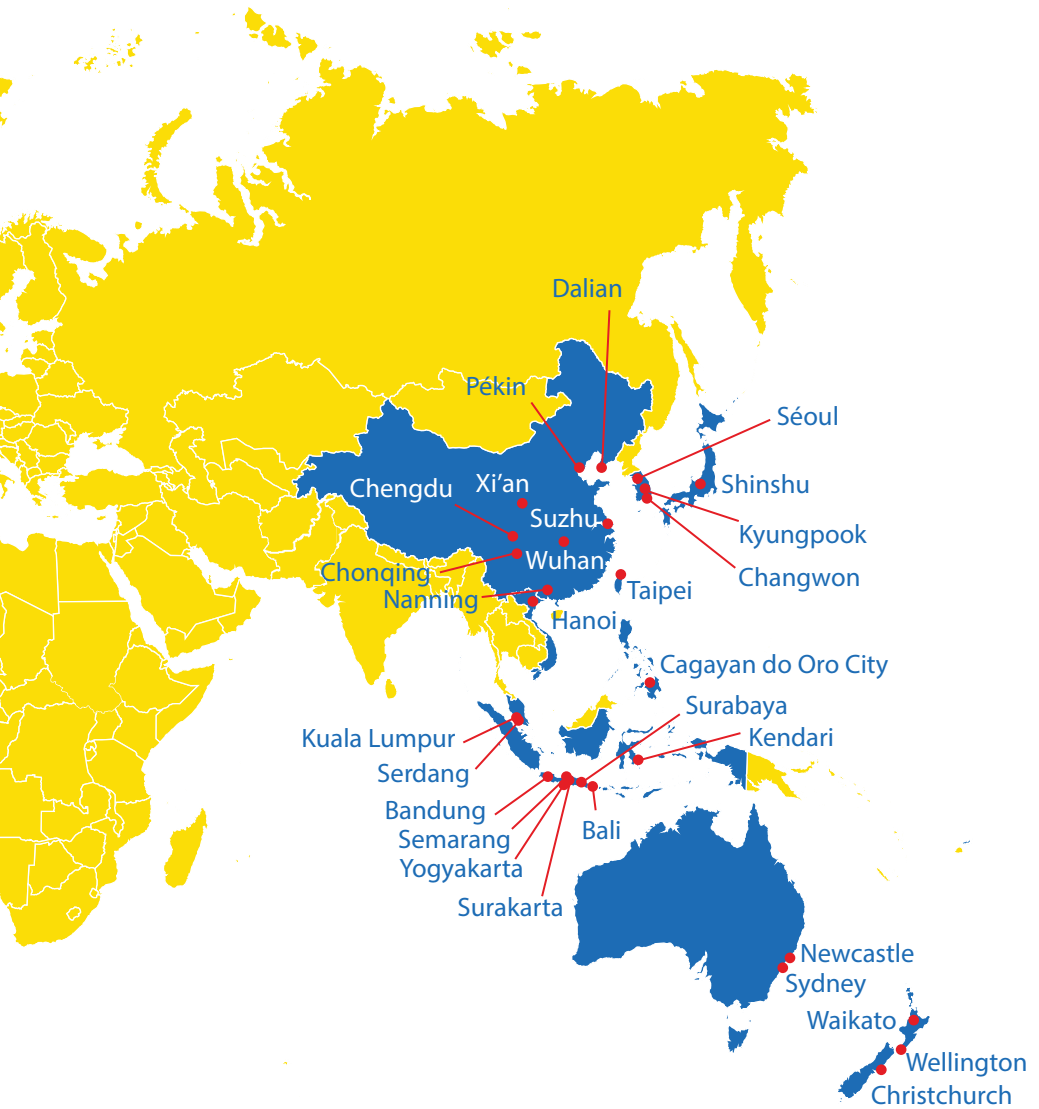 Dalian
Pékin
Séoul
Xi’an
Chengdu
Shinshu
Suzhu
Kyungpook
Wuhan
Chonqing
Changwon
Taipei
Nanning
Hanoi
Cagayan do Oro City
Surabaya
Kendari
Kuala Lumpur
Serdang
Bandung
Bali
Semarang
Yogyakarta
Surakarta
Newcastle
Sydney
Waikato
Wellington
Christchurch